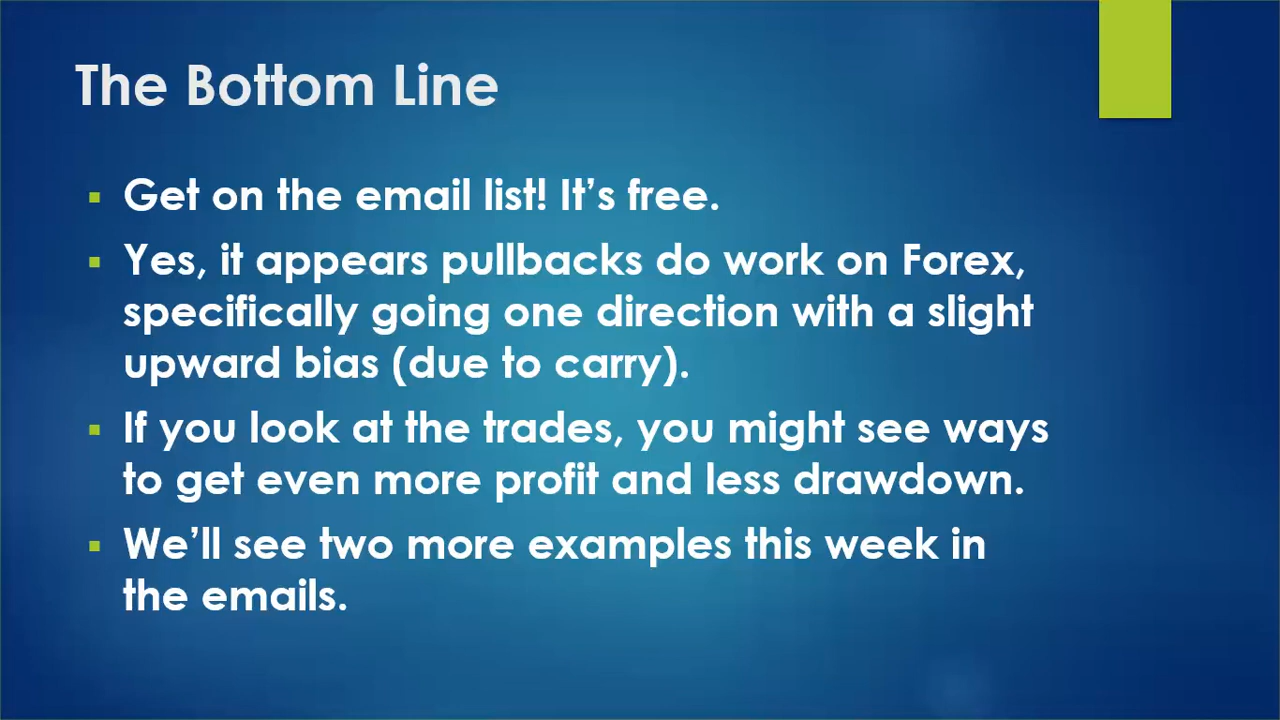 The Bottom Line
Get on the email list! It’s free.
Yes, it appears pullbacks do work on Forex,
specifically going one direction with a slight
upward bias (due to carry).
If you look at the trades, you might see ways
to get even more profit and less drawdown.
We’ll see two more examples this week in
the emails.